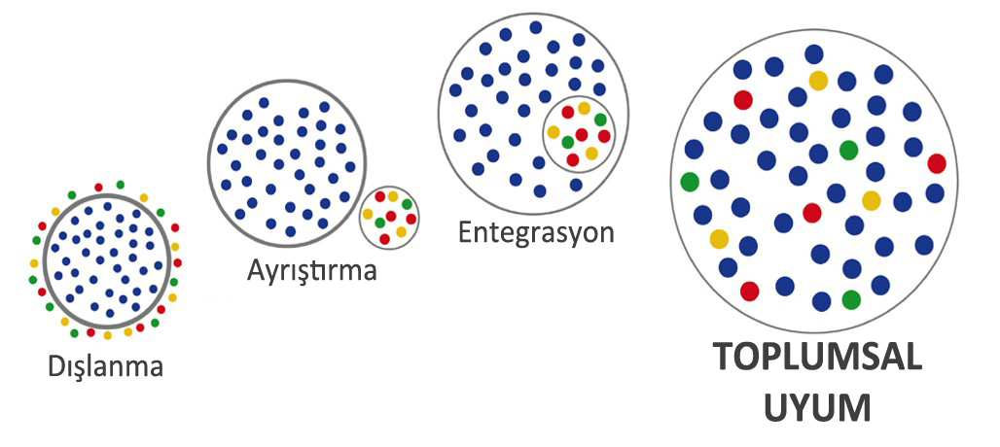 Dışlanma
Ayrıştırma
Entegrasyon
TOPLUMSAL
UYUM